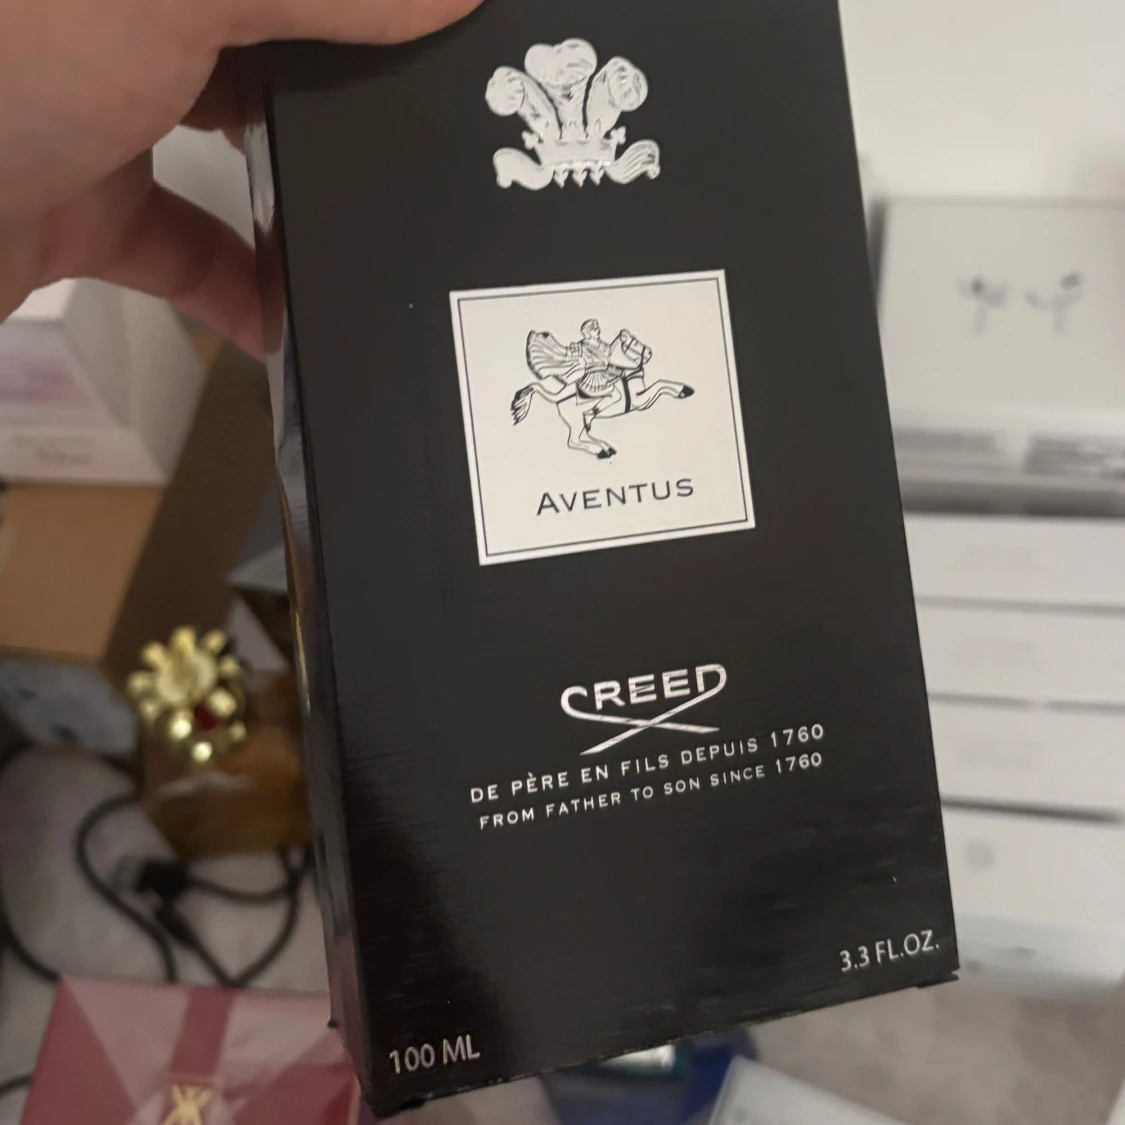 AVENTUS
CREED
DE PÈRE EN FILS DEPUIS 1760
FROM FATHER TO SON SINCE 1760
3.3 FL.OZ.
100 ML